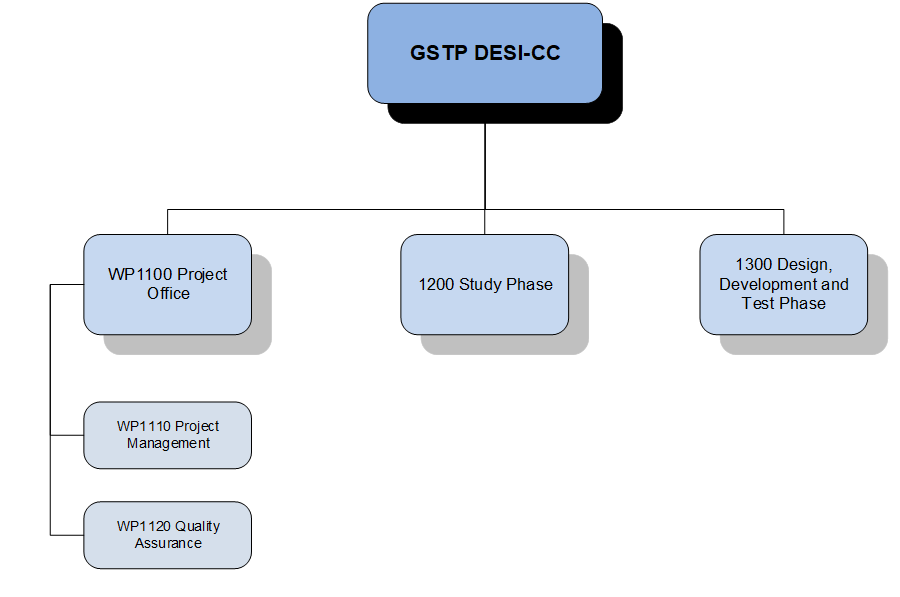 GSTP DESI-CC
WP1100 Project
Office
1200 Study Phase
1300 Design,
Development and
Test Phase
WP1110 Project
Management
WP1120 Quality
Assurance